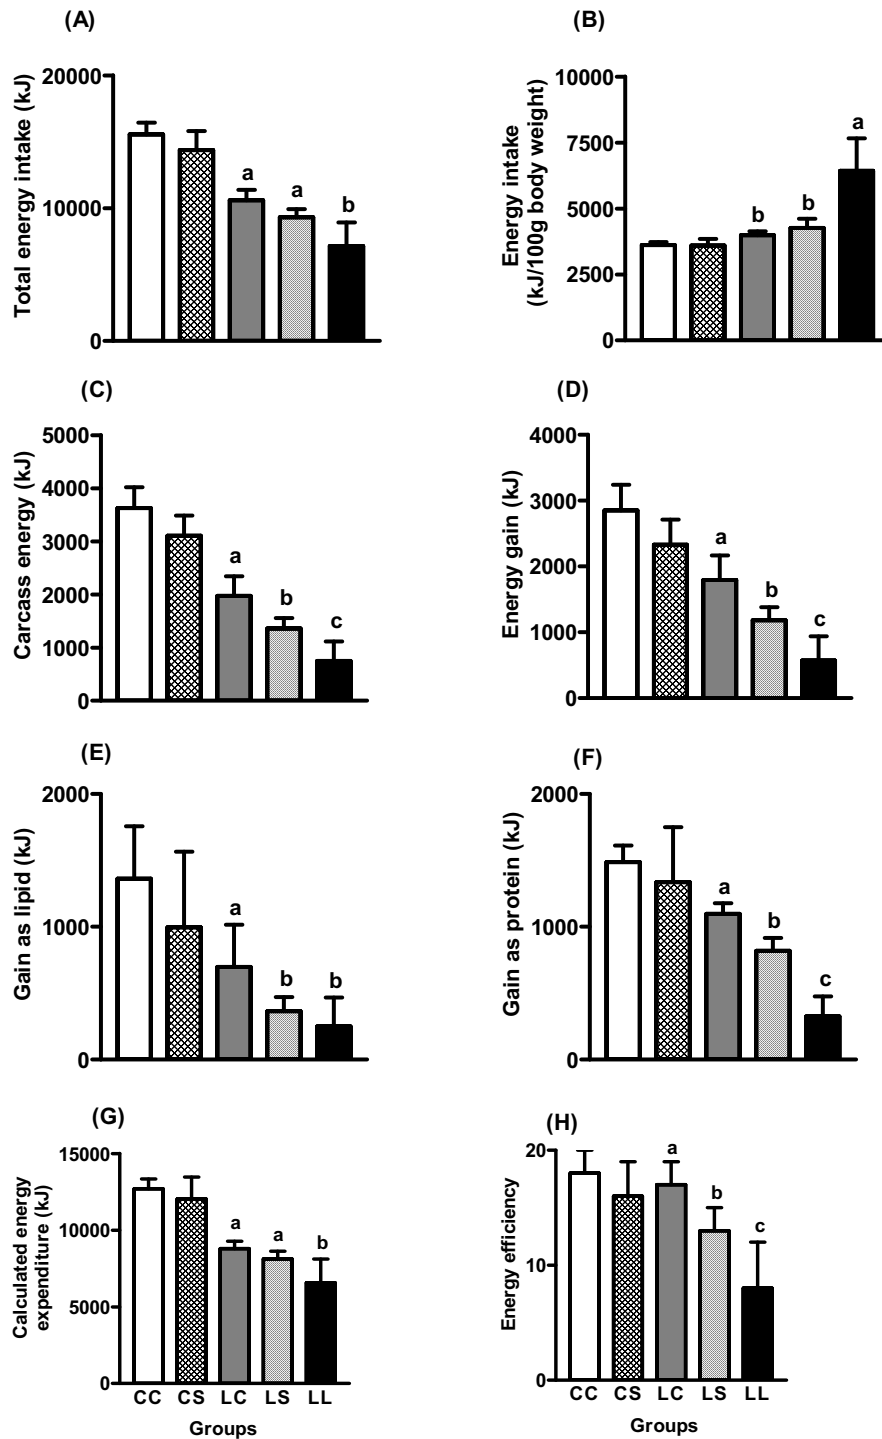 (A)
Total energy intake (kJ)
20000
10000
0
a
a
b
(B)
Energy intake
(kJ/100g body weight)
10000
7500
5000
2500
0
b
b
a
(C)
Carcass energy (kJ)
5000
4000
3000
2000
1000
0
a
b
c
(D)
Energy gain (kJ)
4000
3000
2000
1000
0
a
b
c
(E)
Gain as lipid (kJ)
2000
1000
0
a
b
b
(F)
Gain as protein (kJ)
2000
1000
0
a
b
c
(G)
Calculated energy
expenditure (kJ)
15000
10000
5000
0
a
a
b
CC CS LC LS LL
Groups
(H)
Energy efficiency
20
10
0
a
b
c
CC CS LC LS LL
Groups